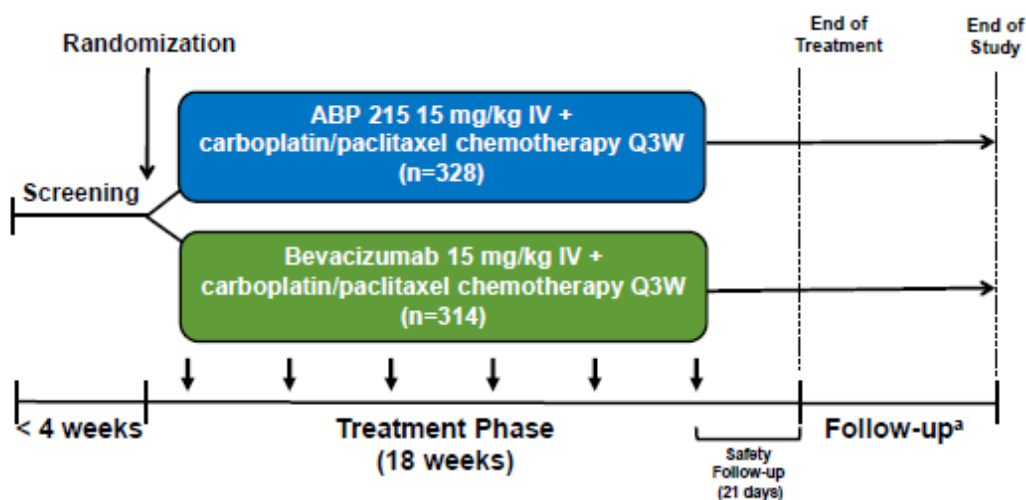 Randomization
End of
Treatment
End of
Study
ABP 215 15 mg/kg IV +
carboplatin/paclitaxel chemotherapy Q3W
(n=328)
Screening
Bevacizumab 15 mg/kg IV +
carboplatin/paclitaxel chemotherapy Q3W
(n=314)
< 4 weeks
Treatment Phase
(18 weeks)
Safety
Follow-up
(21 days)
Follow-upᵃ